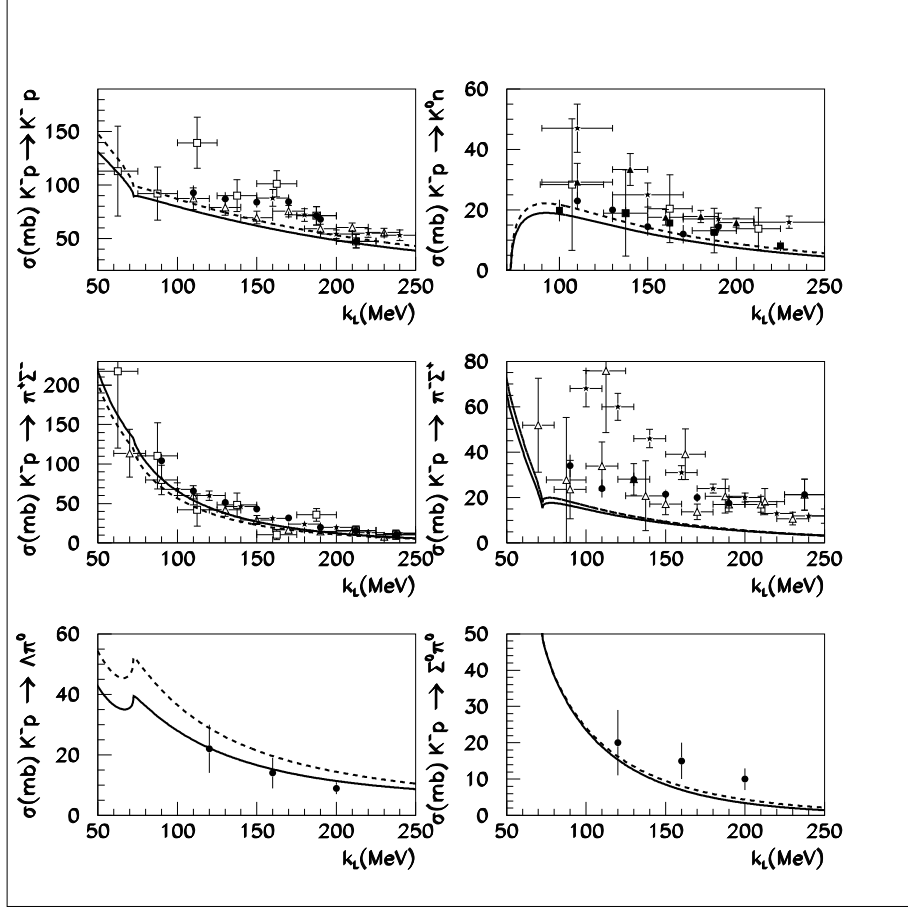 σ(mb) K⁻p → K⁻p
50
100
150
50 100 150 200 250
k_L(MeV)
σ(mb) K⁻p → K⁰n
0
20
40
60
50 100 150 200 250
k_L(MeV)
σ(mb) K⁻p → π⁺Σ⁻
0
50
100
150
200
50 100 150 200 250
k_L(MeV)
σ(mb) K⁻p → π⁻Σ⁺
0
20
40
60
80
50 100 150 200 250
k_L(MeV)
σ(mb) K⁻p → Λπ⁰
0
20
40
60
50 100 150 200 250
k_L(MeV)
σ(mb) K⁻p → Σ⁰π⁰
0
10
20
30
40
50
50 100 150 200 250
k_L(MeV)